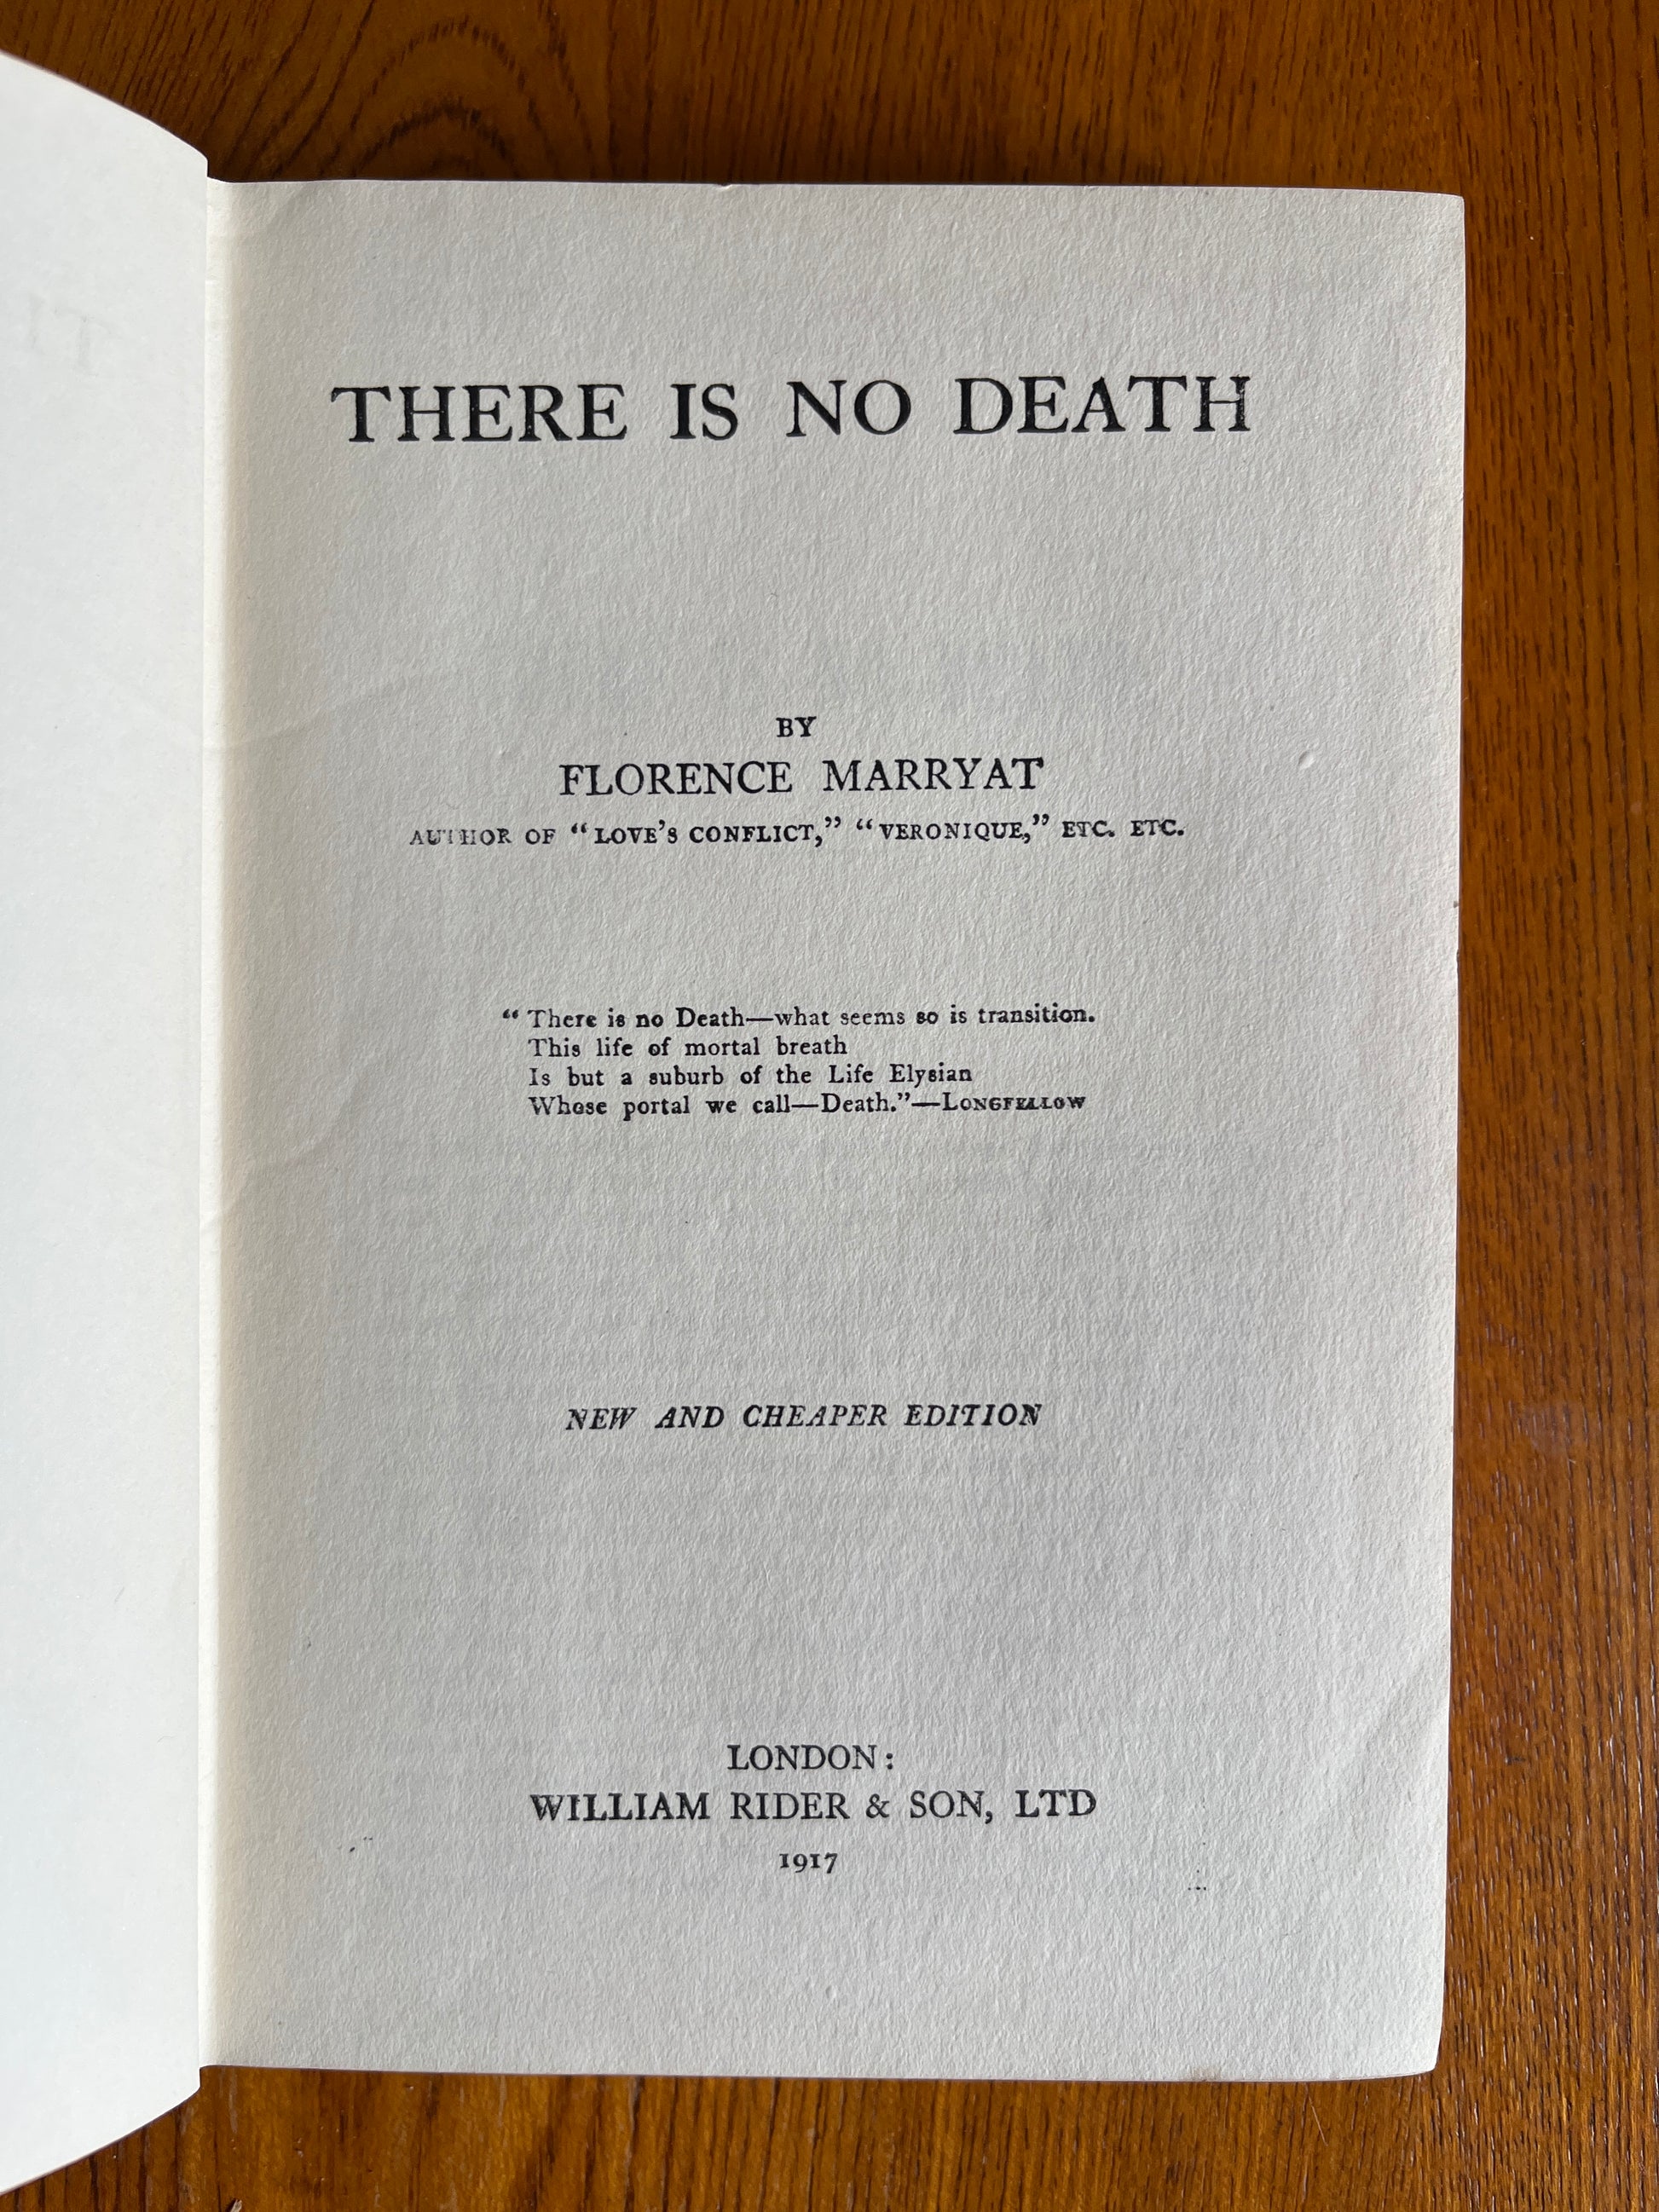 THERE IS NO DEATH
BY
FLORENCE MARRYAT
AUTHOR OF "LOVE'S CONFLICT," "VERONIQUE," ETC. ETC.
"There is no Death—what seems so is transition.
This life of mortal breath
Is but a suburb of the Life Elysian
Whose portal we call—Death."—LONGFELLOW
NEW AND CHEAPER EDITION
LONDON:
WILLIAM RIDER & SON, LTD
1917